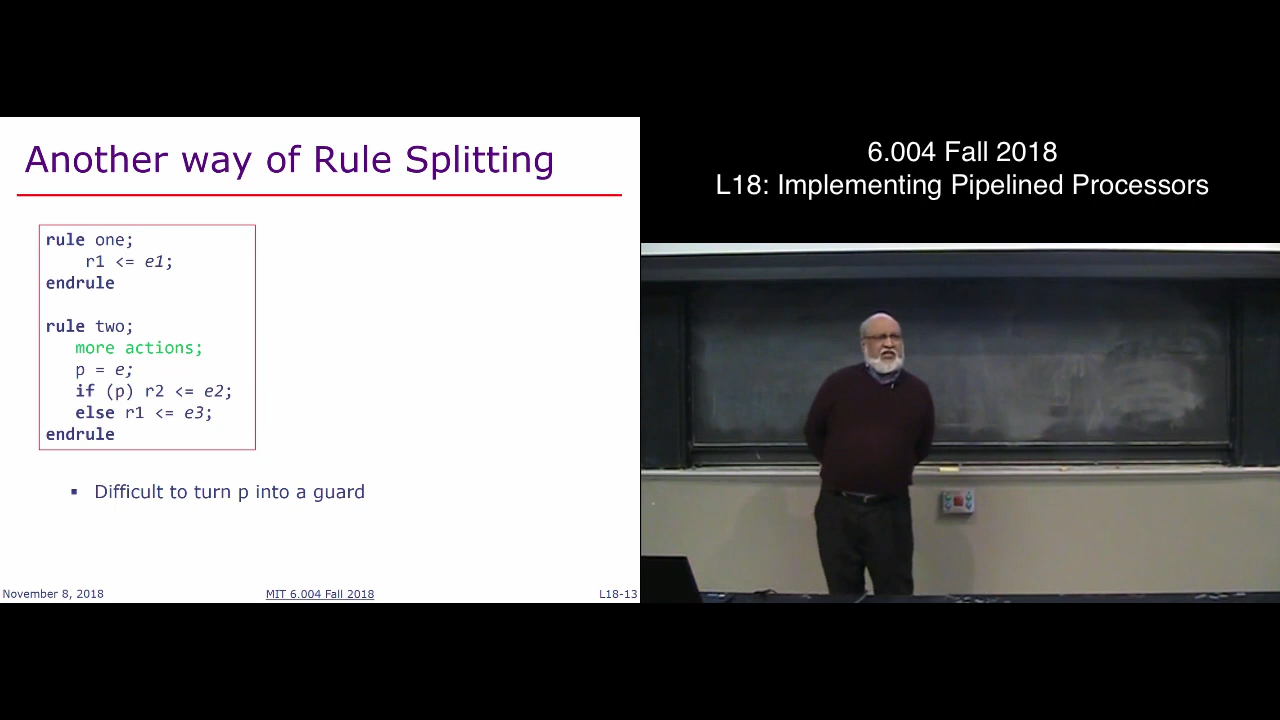 Another way of Rule Splitting
rule one;
r1 <= e1;
endrule
rule two;
more actions;
p = e;
if (p) r2 <= e2;
else r1 <= e3;
endrule
▪ Difficult to turn p into a guard
November 8, 2018
MIT 6.004 Fall 2018
L18-13
6.004 Fall 2018
L18: Implementing Pipelined Processors